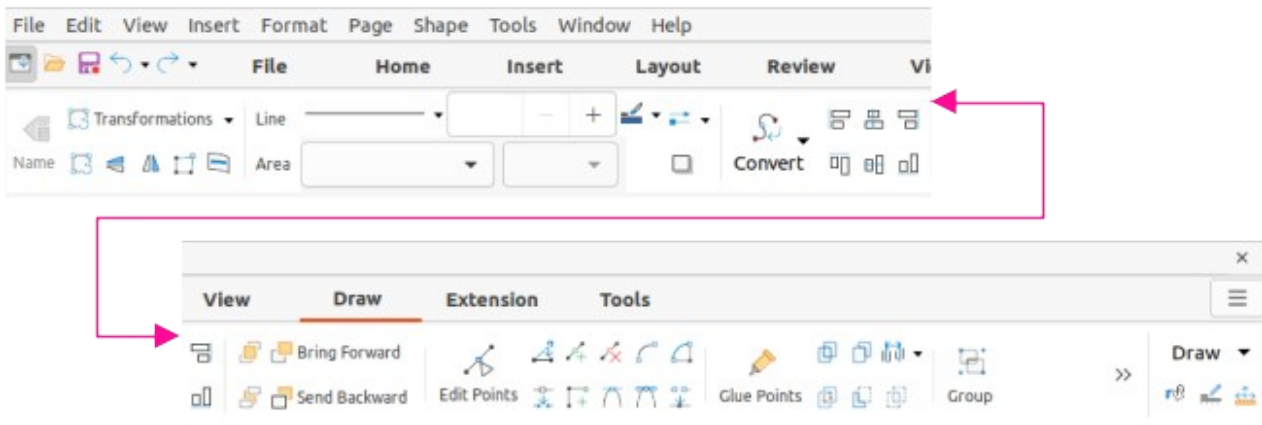 File Edit View Insert Format Page Shape Tools Window Help
File Home Insert Layout Review Vi
Transformations Line
Convert
Name Area
View Draw Extension Tools
Bring Forward Draw
Edit Points Glue Points Group
Send Backward